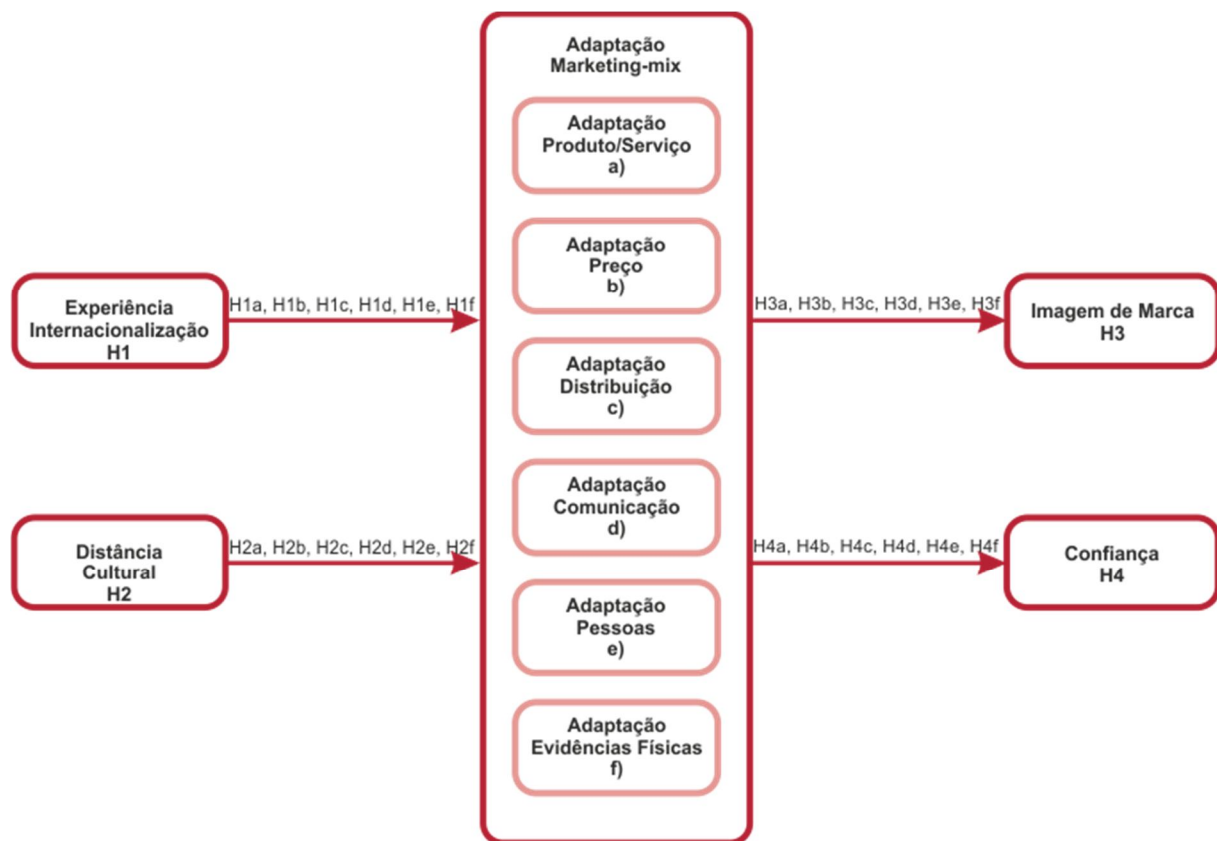 Adaptação
Marketing-mix
Adaptação
Produto/Serviço
a)
Adaptação
Preço
b)
Experiência
Internacionalização
H1
H1a, H1b, H1c, H1d, H1e, H1f
H3a, H3b, H3c, H3d, H3e, H3f
Imagem de Marca
H3
Adaptação
Distribuição
c)
Adaptação
Comunicação
d)
Distância
Cultural
H2
H2a, H2b, H2c, H2d, H2e, H2f
H4a, H4b, H4c, H4d, H4e, H4f
Confiança
H4
Adaptação
Pessoas
e)
Adaptação
Evidências Físicas
f)